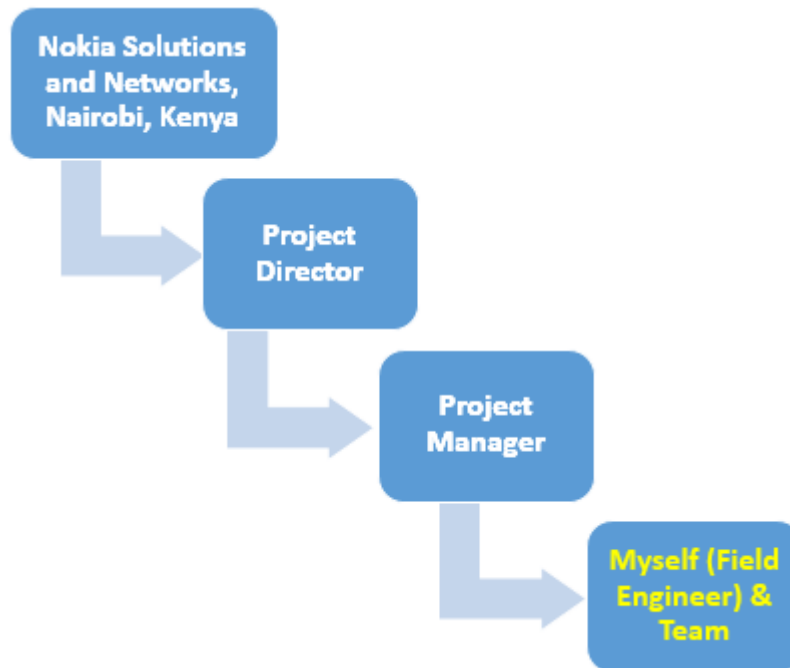 Nokia Solutions
and Networks,
Nairobi, Kenya
Project
Director
Project
Manager
Myself (Field
Engineer) &
Team